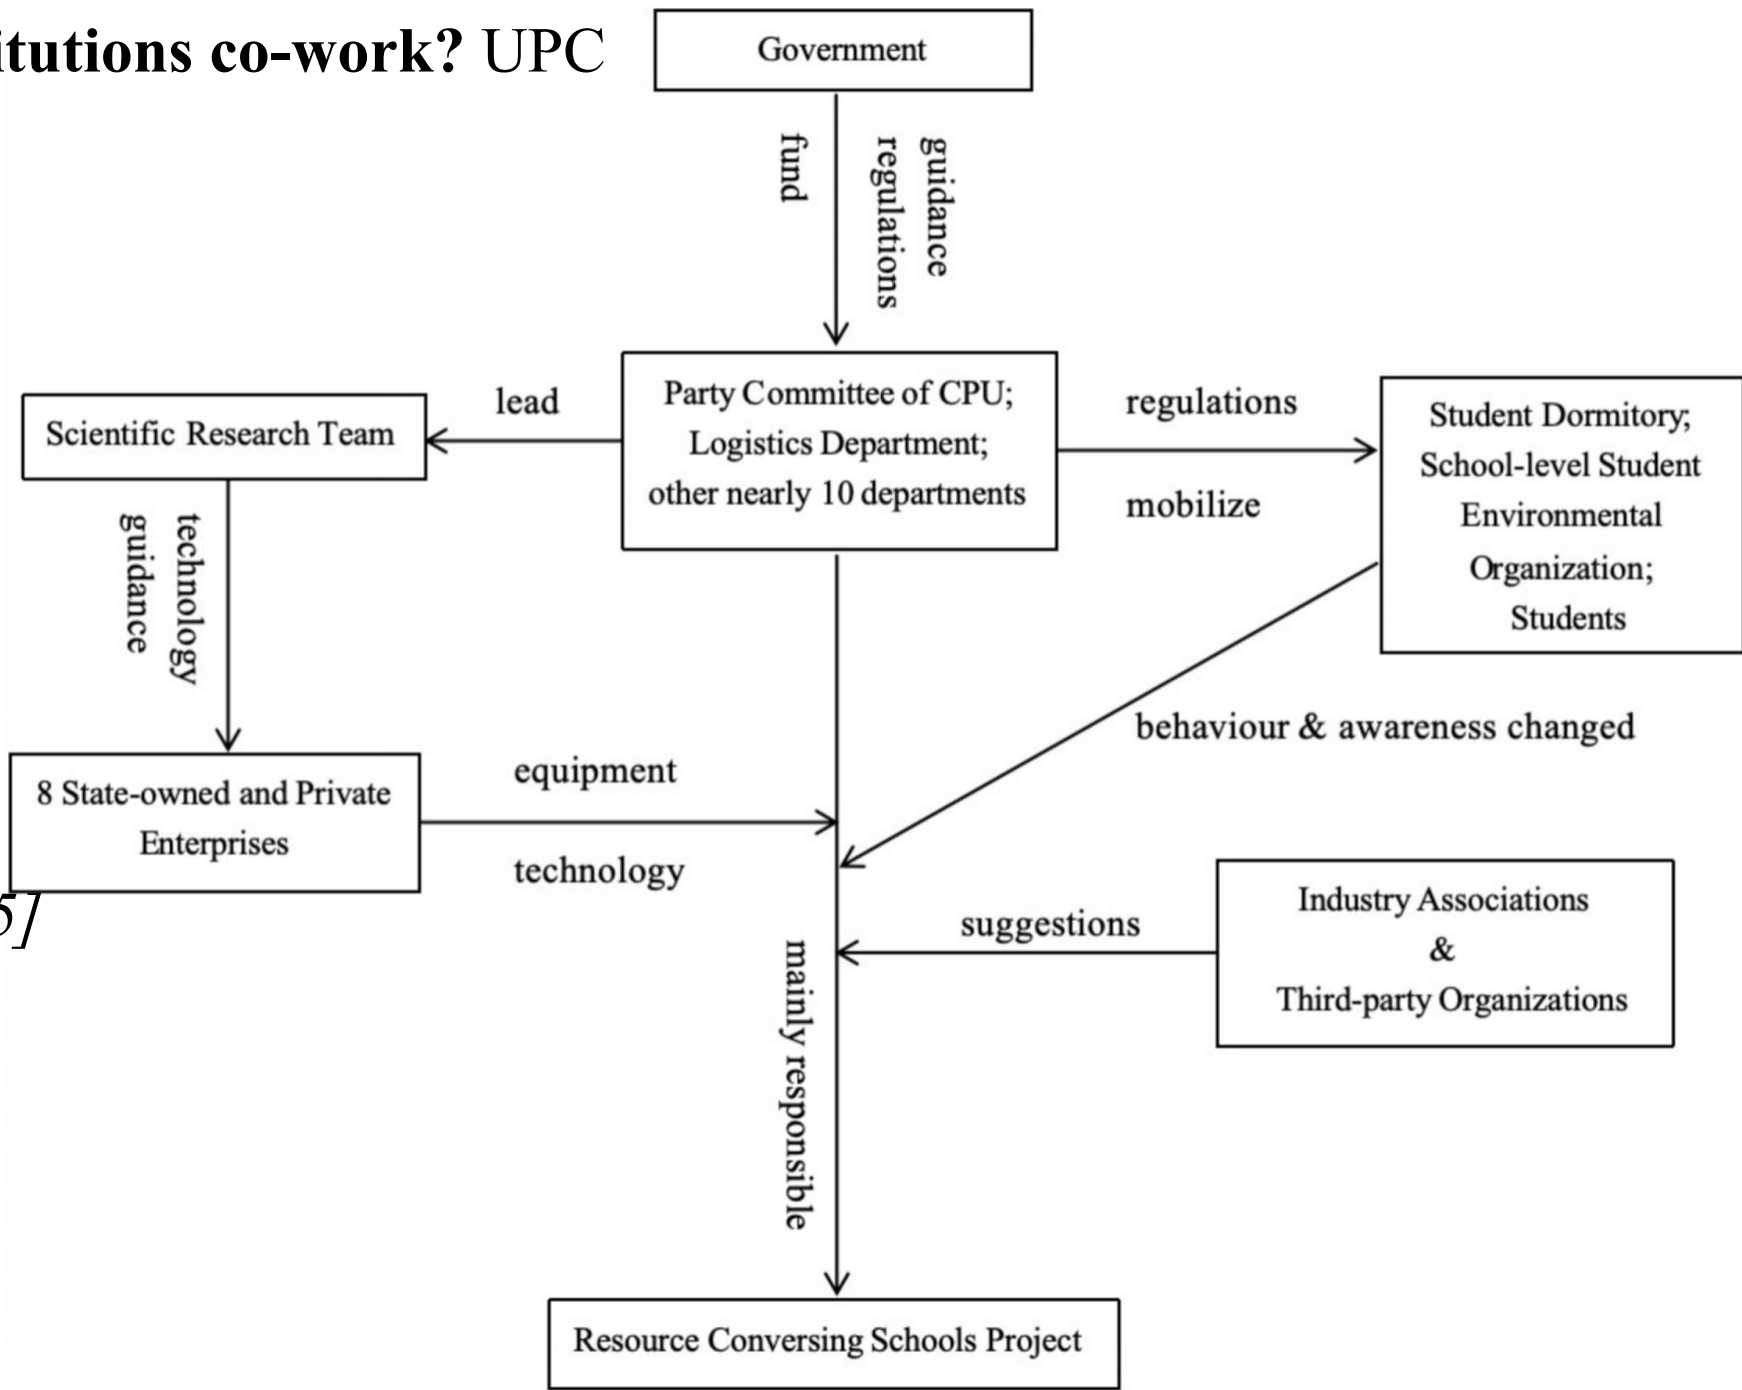 itutions co-work? UPC
Government
fund
regulations
guidance
Party Committee of CPU;
Logistics Department;
other nearly 10 departments
lead
Scientific Research Team
regulations
mobilize
Student Dormitory;
School-level Student
Environmental
Organization;
Students
technology
guidance
behaviour & awareness changed
8 State-owned and Private
Enterprises
equipment
technology
5]
suggestions
Industry Associations
&
Third-party Organizations
mainly responsible
Resource Conversing Schools Project